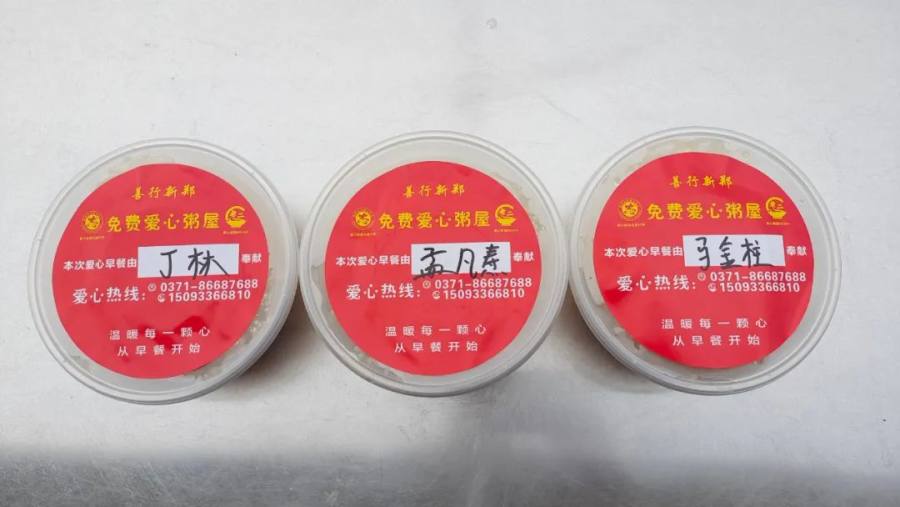 善行新郑
免费爱心粥屋
本次爱心早餐由 丁林 奉献
爱心热线：0371-86687688
15093366810
温暖每一颗心
从早餐开始
善行新郑
免费爱心粥屋
本次爱心早餐由 孟凡寿 奉献
爱心热线：0371-86687688
15093366810
温暖每一颗心
从早餐开始
善行新郑
免费爱心粥屋
本次爱心早餐由 弓金柱 奉献
爱心热线：0371-86687688
15093366810
温暖每一颗心
从早餐开始